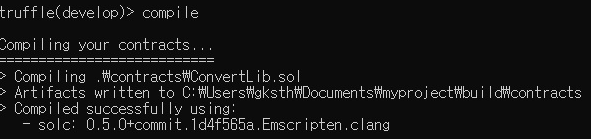 truffle(develop)> compile
Compiling your contracts...
===========================
> Compiling .₩contracts₩ConvertLib.sol
> Artifacts written to C:₩Users₩gksth₩Documents₩myproject₩build₩contracts
> Compiled successfully using:
- solc: 0.5.0+commit.1d4f565a.Emscripten.clang